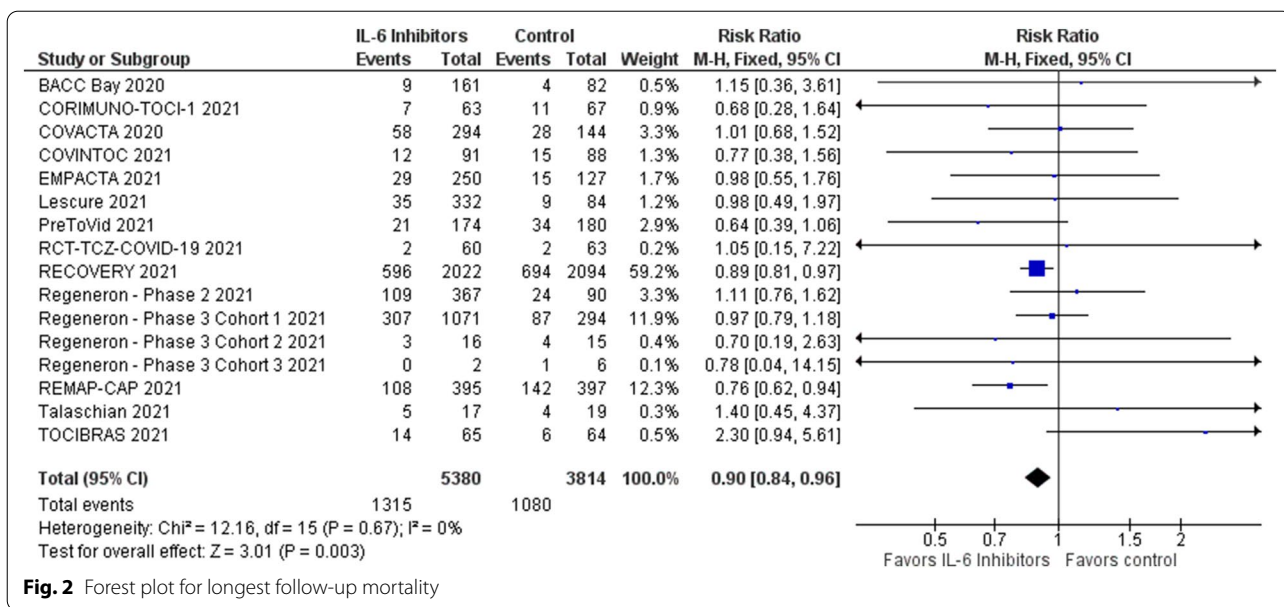 IL-6 Inhibitors Control Risk Ratio Risk Ratio
Study or Subgroup Events Total Events Total Weight M-H, Fixed, 95% CI M-H, Fixed, 95% CI
BACC Bay 2020 9 161 4 82 0.5% 1.15 [0.36, 3.61]
CORIMUNO-TOCI-1 2021 7 63 11 67 0.9% 0.68 [0.28, 1.64]
COVACTA 2020 58 294 28 144 3.3% 1.01 [0.68, 1.52]
COVINTOC 2021 12 91 15 88 1.3% 0.77 [0.38, 1.56]
EMPACTA 2021 29 250 15 127 1.7% 0.98 [0.55, 1.76]
Lescure 2021 35 332 9 84 1.2% 0.98 [0.49, 1.97]
PreToVid 2021 21 174 34 180 2.9% 0.64 [0.39, 1.06]
RCT-TCZ-COVID-19 2021 2 60 2 63 0.2% 1.05 [0.15, 7.22]
RECOVERY 2021 596 2022 694 2094 59.2% 0.89 [0.81, 0.97]
Regeneron - Phase 2 2021 109 367 24 90 3.3% 1.11 [0.76, 1.62]
Regeneron - Phase 3 Cohort 1 2021 307 1071 87 294 11.9% 0.97 [0.79, 1.18]
Regeneron - Phase 3 Cohort 2 2021 3 16 4 15 0.4% 0.70 [0.19, 2.63]
Regeneron - Phase 3 Cohort 3 2021 0 2 1 6 0.1% 0.78 [0.04, 14.15]
REMAP-CAP 2021 108 395 142 397 12.3% 0.76 [0.62, 0.94]
Talaschian 2021 5 17 4 19 0.3% 1.40 [0.45, 4.37]
TOCIBRAS 2021 14 65 6 64 0.5% 2.30 [0.94, 5.61]
Total (95% CI) 5380 3814 100.0% 0.90 [0.84, 0.96]
Total events 1315 1080
Heterogeneity: Chi² = 12.16, df = 15 (P = 0.67); I² = 0%
Test for overall effect: Z = 3.01 (P = 0.003)
0.5 0.7 1 1.5 2
Favors IL-6 Inhibitors Favors control
Fig. 2 Forest plot for longest follow-up mortality